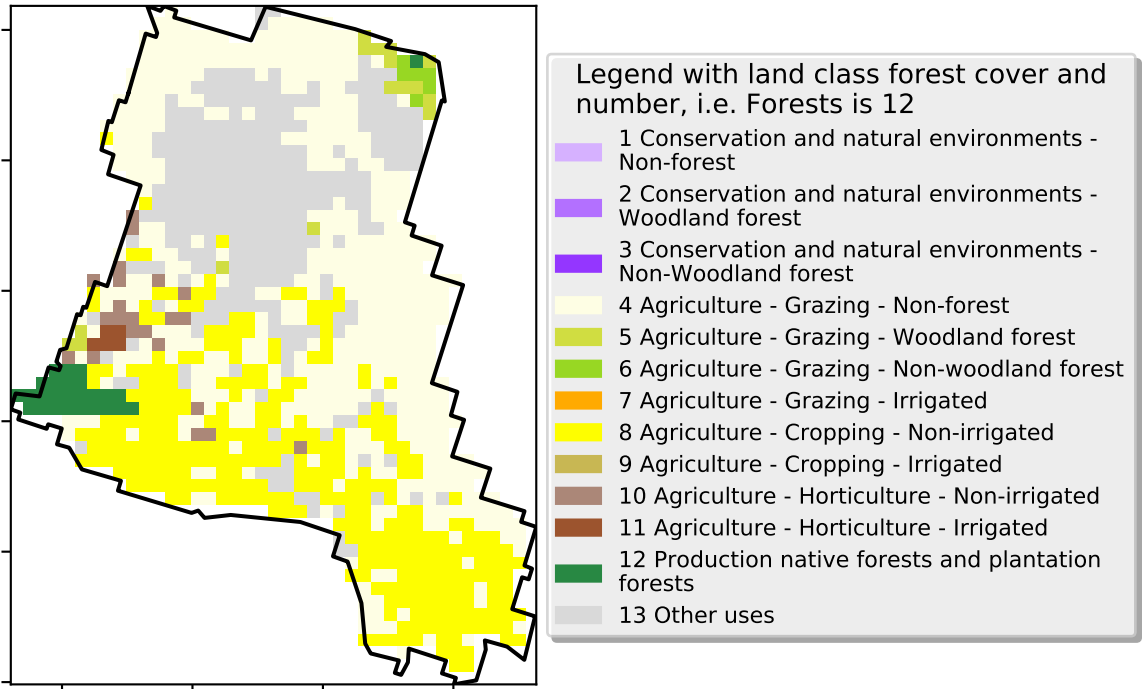 Legend with land class forest cover and
number, i.e. Forests is 12
1 Conservation and natural environments -
Non-forest
2 Conservation and natural environments -
Woodland forest
3 Conservation and natural environments -
Non-Woodland forest
4 Agriculture - Grazing - Non-forest
5 Agriculture - Grazing - Woodland forest
6 Agriculture - Grazing - Non-woodland forest
7 Agriculture - Grazing - Irrigated
8 Agriculture - Cropping - Non-irrigated
9 Agriculture - Cropping - Irrigated
10 Agriculture - Horticulture - Non-irrigated
11 Agriculture - Horticulture - Irrigated
12 Production native forests and plantation
forests
13 Other uses